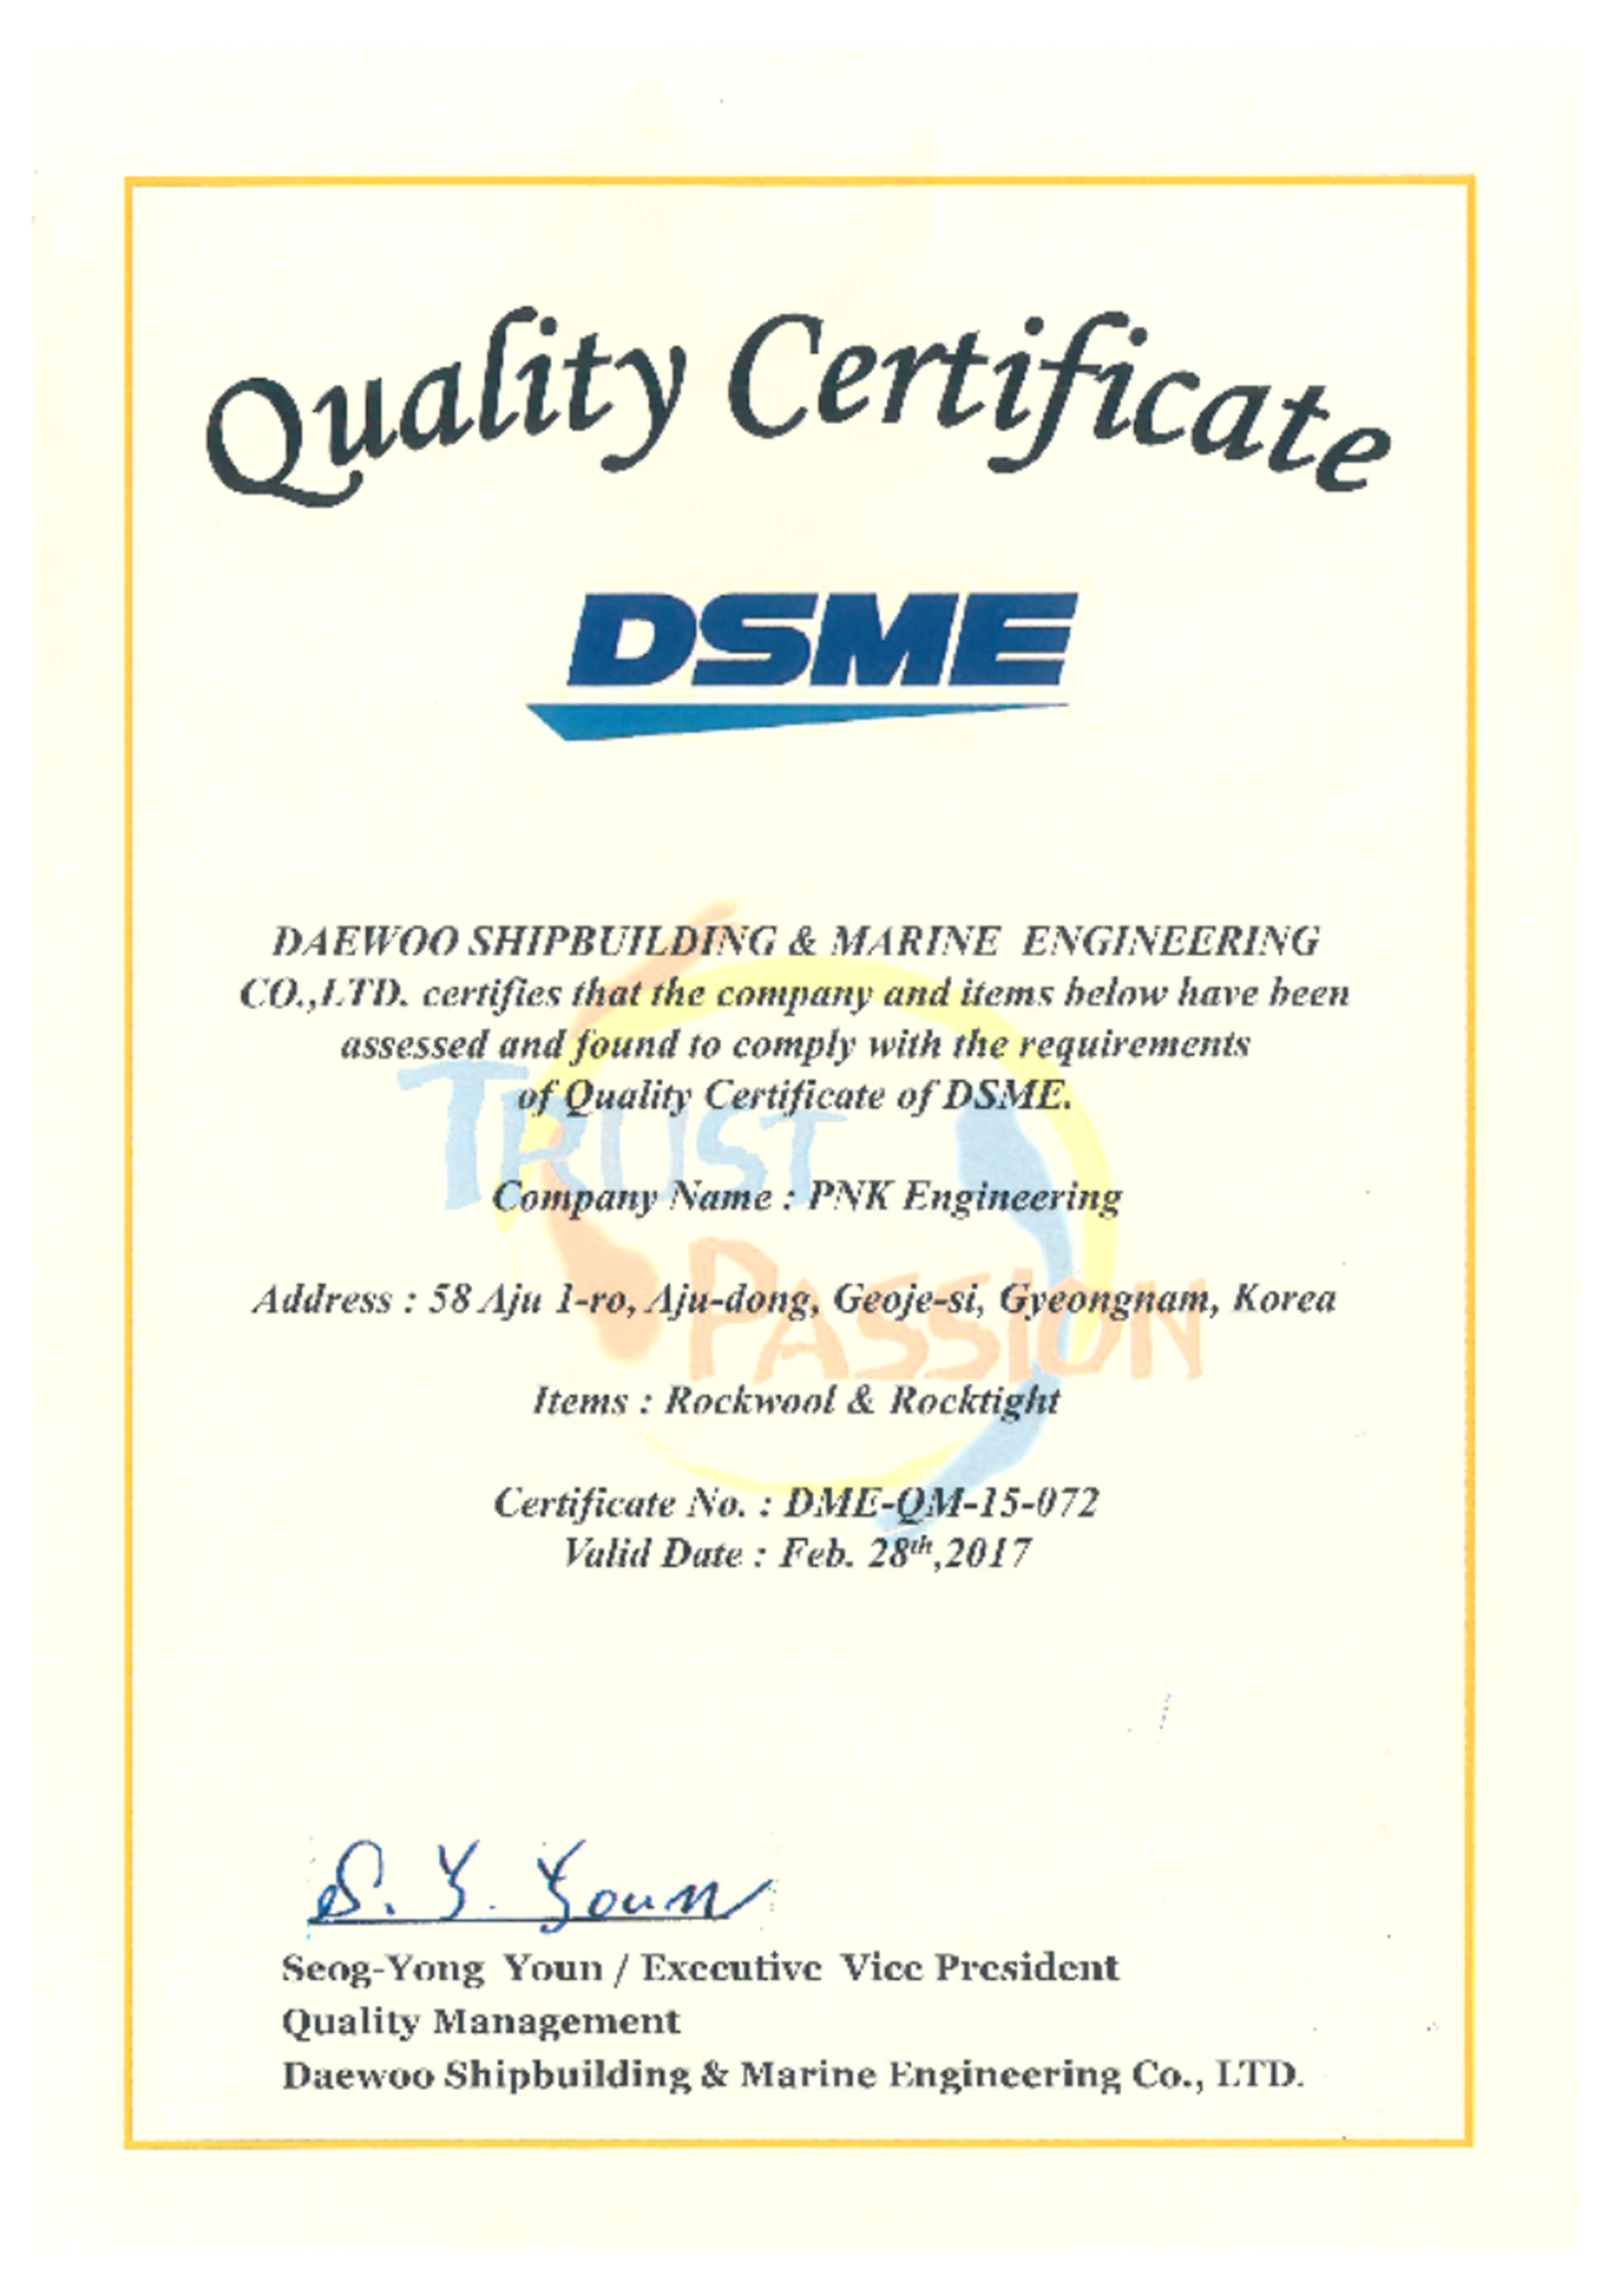 Quality Certificate
DSME
DAEWOO SHIPBUILDING & MARINE ENGINEERING
CO.,LTD. certifies that the company and items below have been
assessed and found to comply with the requirements
of Quality Certificate of DSME.
TRUST
Company Name : PNK Engineering
PASSION
Address : 58 Aju 1-ro, Aju-dong, Geoje-si, Gyeongnam, Korea
Items : Rockwool & Rocktight
Certificate No. : DME-QM-15-072
Valid Date : Feb. 28th,2017
S. Y. Youn
Seog-Yong Youn / Executive Vice President
Quality Management
Daewoo Shipbuilding & Marine Engineering Co., LTD.